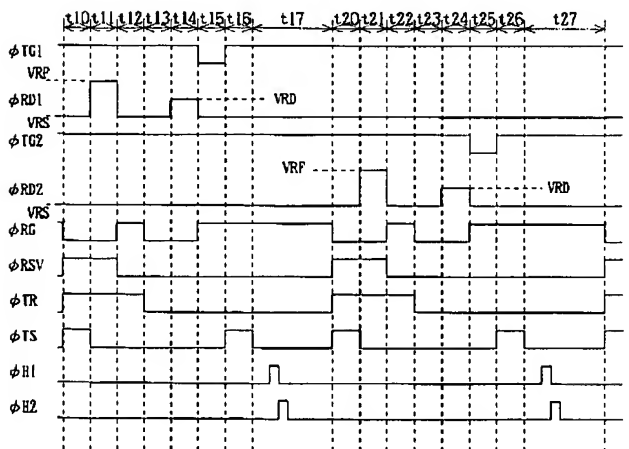 t10 t11 t12 t13 t14 t15 t16 t17 t20 t21 t22 t23 t24 t25 t26 t27
φTG1
VRP
φRD1 VRD
VRS
φTG2
VRF
φRD2 VRD
VRS
φRG
φRSV
φTR
φTS
φH1
φH2